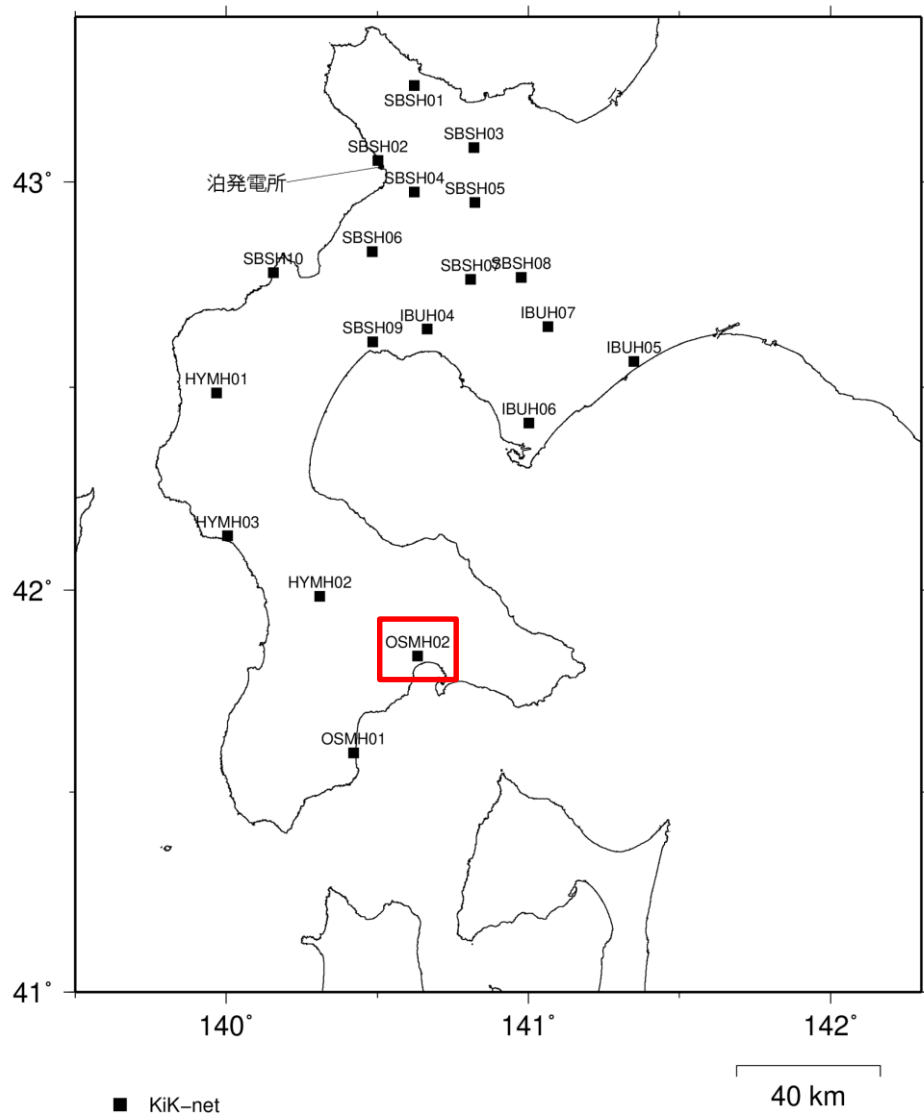 SBSH01
SBSH03
SBSH02
43°
泊発電所
SBSH04
SBSH05
SBSH06
SBSH10
SBSH07
SBSH08
IBUH04
IBUH07
SBSH09
IBUH05
HYMH01
IBUH06
HYMH03
42°
HYMH02
OSMH02
OSMH01
41°
140°
141°
142°
40 km
KiK-net